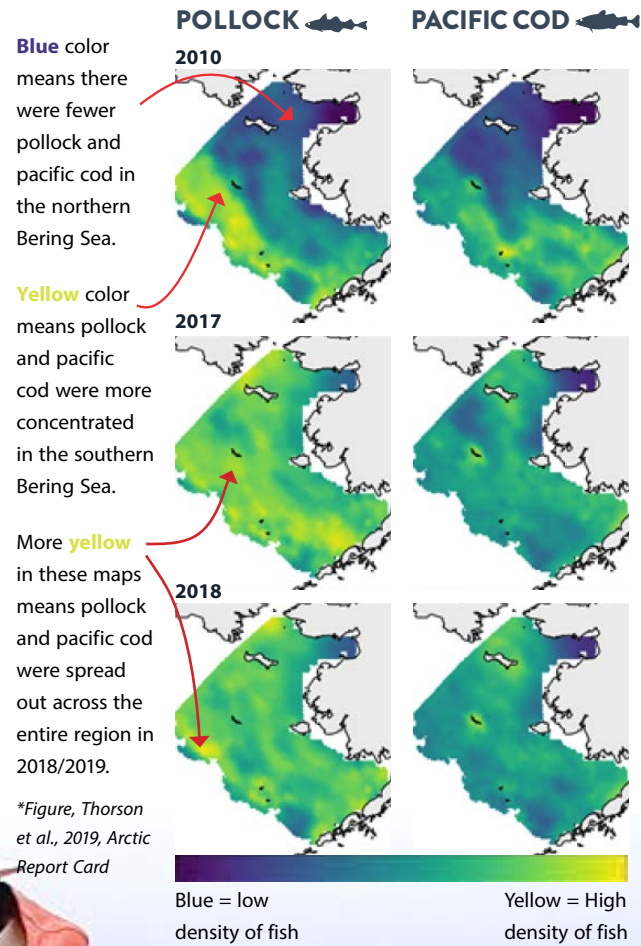 POLLOCK
PACIFIC COD
Blue color
means there
were fewer
pollock and
pacific cod in
the northern
Bering Sea.
Yellow color
means pollock
and pacific
cod were more
concentrated
in the southern
Bering Sea.
More yellow
in these maps
means pollock
and pacific cod
were spread
out across the
entire region in
2018/2019.
*Figure, Thorson
et al., 2019, Arctic
Report Card
2010
2017
2018
Blue = low
density of fish
Yellow = High
density of fish